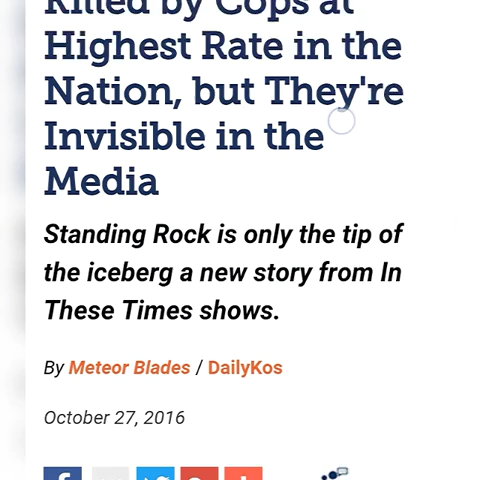 Killed by Cops at
Highest Rate in the
Nation, but They're
Invisible in the
Media
Standing Rock is only the tip of
the iceberg a new story from In
These Times shows.
By Meteor Blades / DailyKos
October 27, 2016